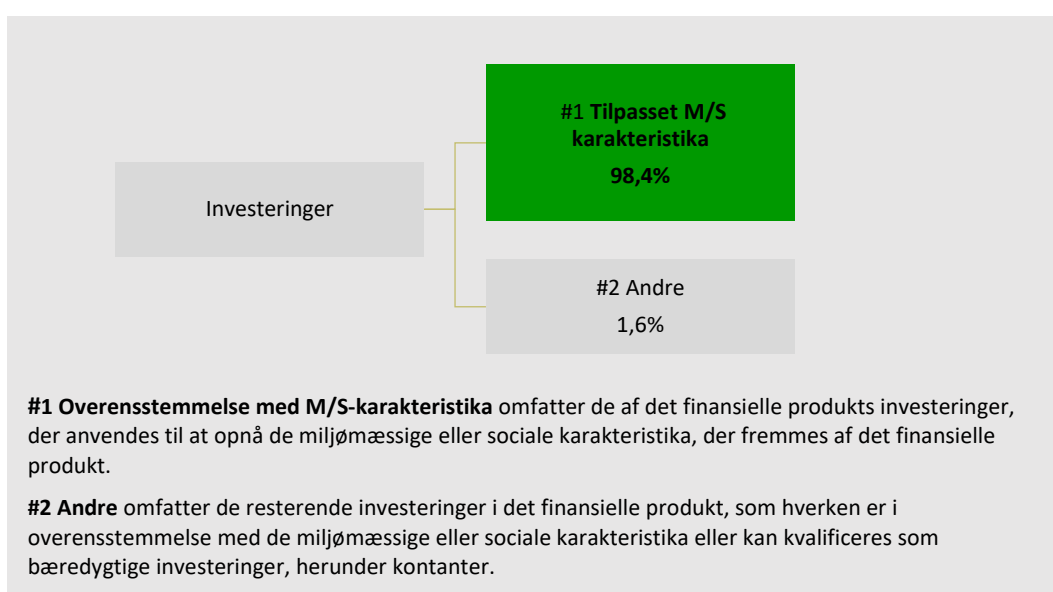 #1 Tilpasset M/S
karakteristika
98,4%
Investeringer
#2 Andre
1,6%
#1 Overensstemmelse med M/S-karakteristika omfatter de af det finansielle produkts investeringer,
der anvendes til at opnå de miljømæssige eller sociale karakteristika, der fremmes af det finansielle
produkt.
#2 Andre omfatter de resterende investeringer i det finansielle produkt, som hverken er i
overensstemmelse med de miljømæssige eller sociale karakteristika eller kan kvalificeres som
bæredygtige investeringer, herunder kontanter.